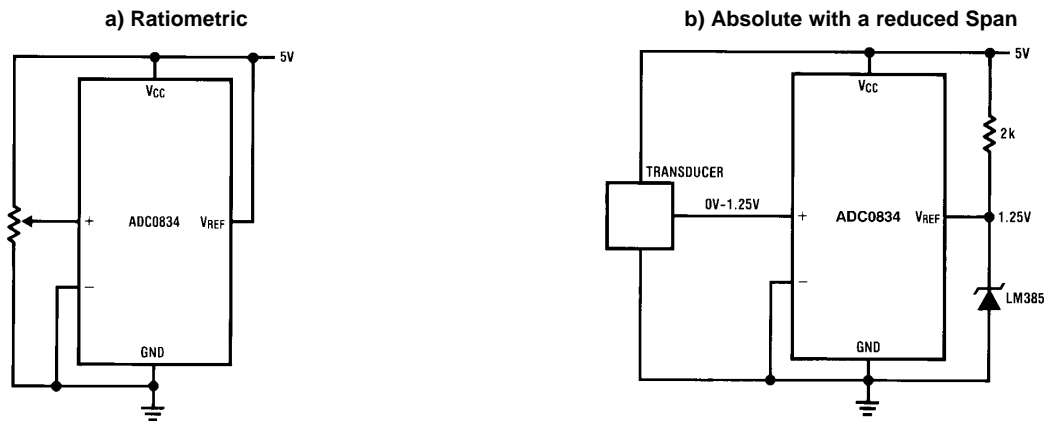 a) Ratiometric
5V
VCC
+
ADC0834
VREF
−
GND
b) Absolute with a reduced Span
5V
VCC
2k
TRANSDUCER
0V–1.25V
+
ADC0834
VREF
1.25V
−
LM385
GND